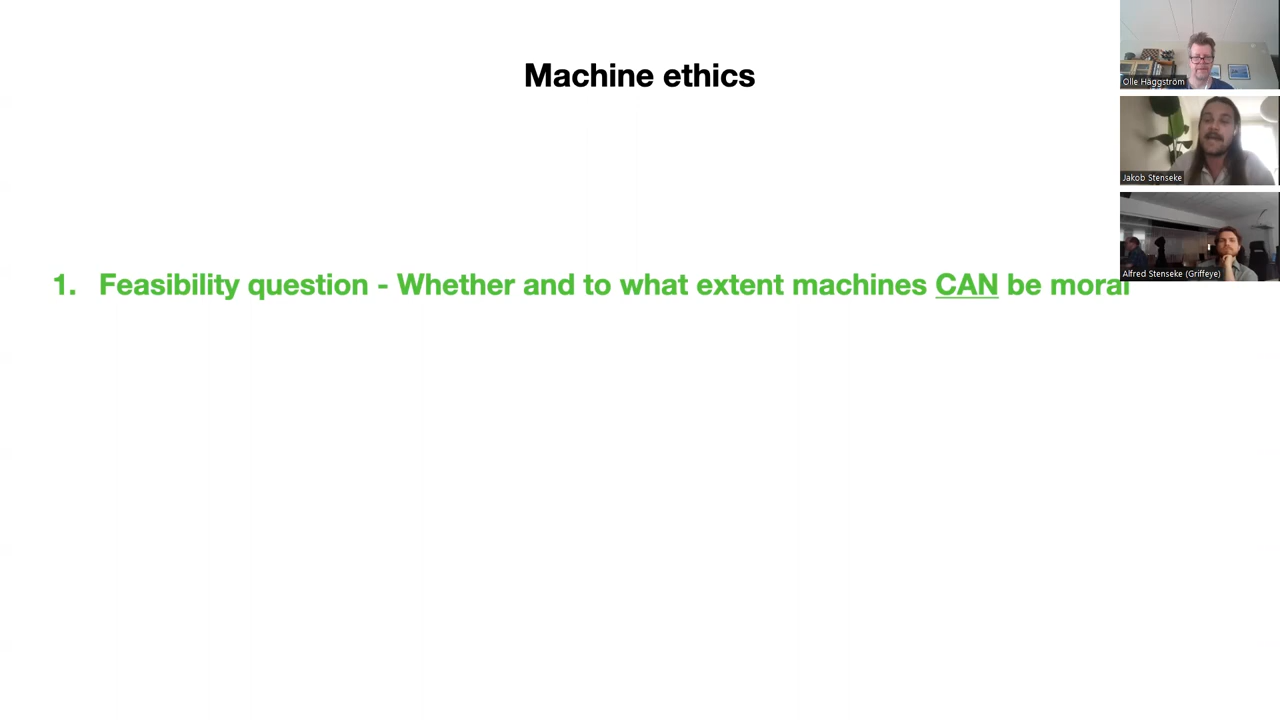 Machine ethics
Olle Häggström
Jakob Stenseke
Alfred Stenseke (Griffeye)
1. Feasibility question - Whether and to what extent machines CAN be moral